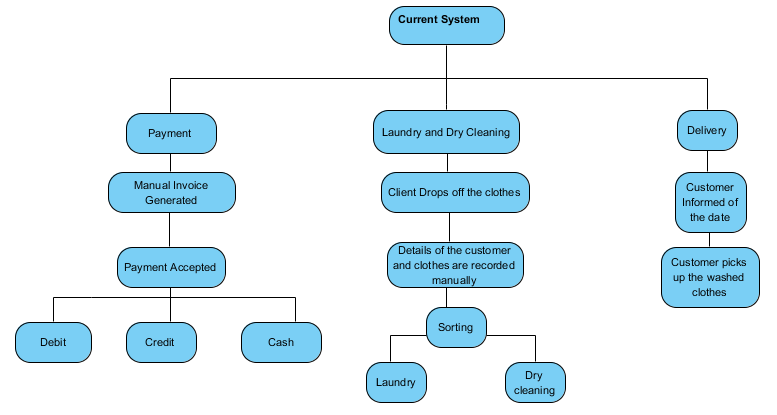 Current System
Payment
Laundry and Dry Cleaning
Delivery
Manual Invoice
Generated
Client Drops off the clothes
Customer
Informed of
the date
Payment Accepted
Details of the customer
and clothes are recorded
manually
Customer picks
up the washed
clothes
Debit
Credit
Cash
Sorting
Laundry
Dry
cleaning